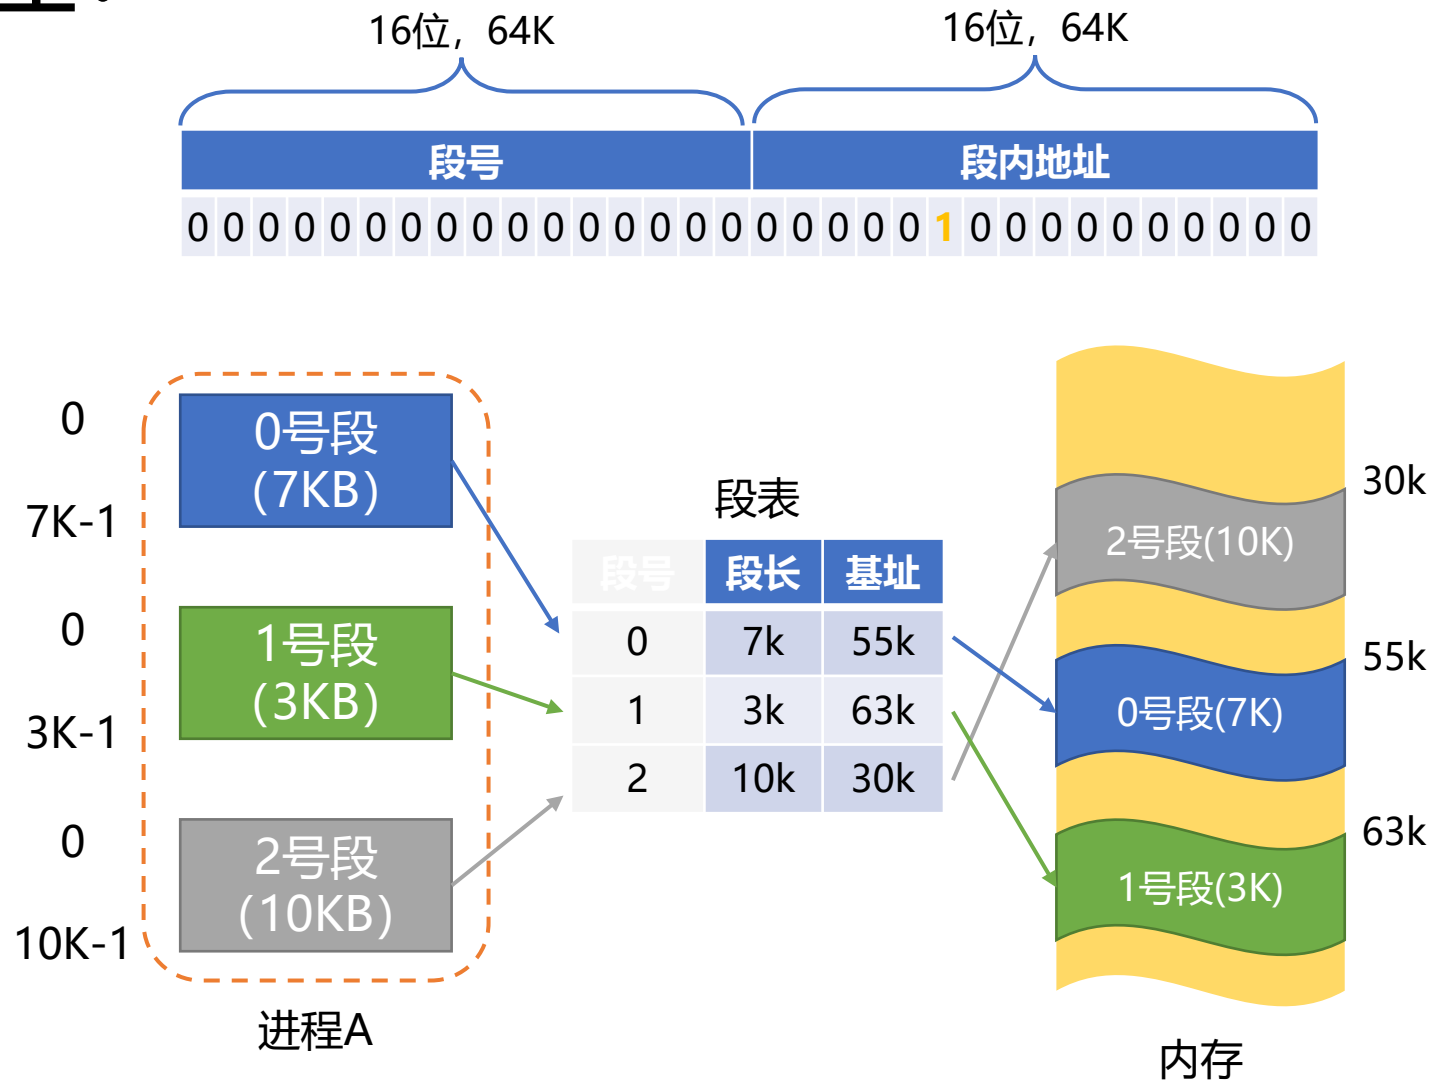 16位，64K
16位，64K
段号 段内地址
0 0 0 0 0 0 0 0 0 0 0 0 0 0 0 0 0 0 0 0 0 1 0 0 0 0 0 0 0 0 0 0
0
7K-1
0号段
（7KB）
0
3K-1
1号段
（3KB）
0
10K-1
2号段
（10KB）
进程A
段表
段号 段长 基址
0 7k 55k
1 3k 63k
2 10k 30k
30k
2号段(10K)
55k
0号段(7K)
63k
1号段(3K)
内存